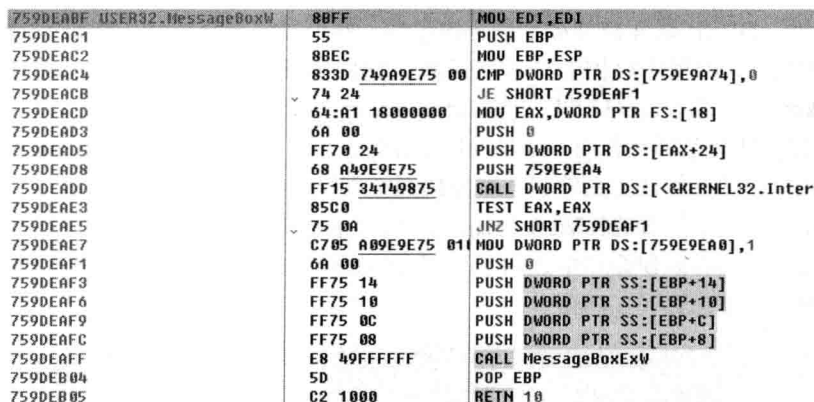 759DEABF USER32.MessageBoxW 8BFF MOV EDI,EDI
759DEAC1 55 PUSH EBP
759DEAC2 8BEC MOV EBP,ESP
759DEAC4 833D 749A9E75 00 CMP DWORD PTR DS:[759E9A74],0
759DEACB 74 24 JE SHORT 759DEAF1
759DEACD 64:A1 18000000 MOV EAX,DWORD PTR FS:[18]
759DEAD3 6A 00 PUSH 0
759DEAD5 FF70 24 PUSH DWORD PTR DS:[EAX+24]
759DEAD8 68 A49E9E75 PUSH 759E9EA4
759DEADD FF15 34149875 CALL DWORD PTR DS:[<&KERNEL32.Inter
759DEAE3 85C0 TEST EAX,EAX
759DEAE5 75 0A JNZ SHORT 759DEAF1
759DEAE7 C705 A09E9E75 01 MOV DWORD PTR DS:[759E9EA0],1
759DEAF1 6A 00 PUSH 0
759DEAF3 FF75 14 PUSH DWORD PTR SS:[EBP+14]
759DEAF6 FF75 10 PUSH DWORD PTR SS:[EBP+10]
759DEAF9 FF75 0C PUSH DWORD PTR SS:[EBP+C]
759DEAFC FF75 08 PUSH DWORD PTR SS:[EBP+8]
759DEAFF E8 49FFFFFF CALL MessageBoxExW
759DEB04 5D POP EBP
759DEB05 C2 1000 RETN 10